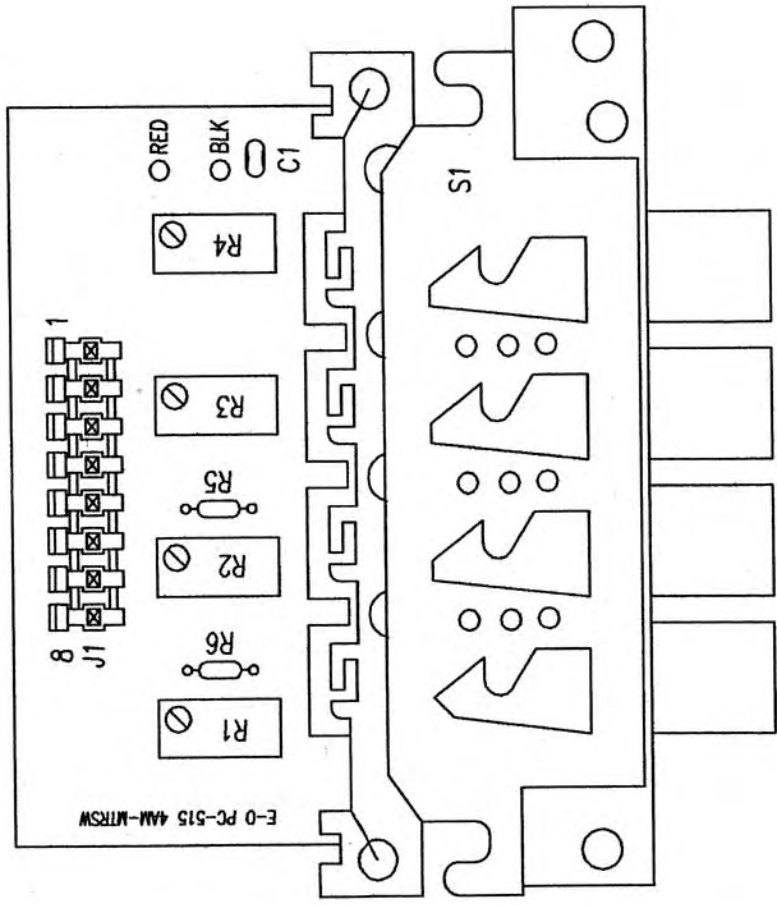 RED
BLK
C1
S1
R4
1
R3
R5
R2
R6
8
J1
R1
E-O PC-515 4AM-MTRSW